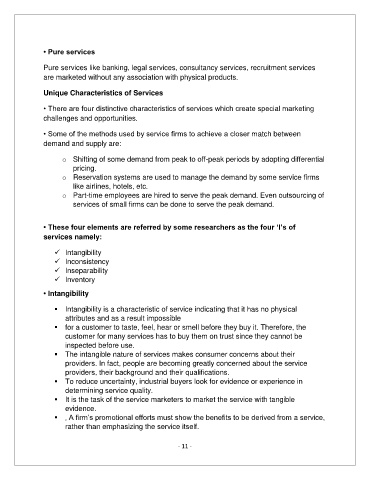 • Pure services
Pure services like banking, legal services, consultancy services, recruitment services
are marketed without any association with physical products.
Unique Characteristics of Services
• There are four distinctive characteristics of services which create special marketing
challenges and opportunities.
• Some of the methods used by service firms to achieve a closer match between
demand and supply are:
o Shifting of some demand from peak to off-peak periods by adopting differential
pricing.
o Reservation systems are used to manage the demand by some service firms
like airlines, hotels, etc.
o Part-time employees are hired to serve the peak demand. Even outsourcing of
services of small firms can be done to serve the peak demand.
• These four elements are referred by some researchers as the four ‘I’s of
services namely:
✓ Intangibility
✓ Inconsistency
✓ Inseparability
✓ Inventory
• Intangibility
▪ Intangibility is a characteristic of service indicating that it has no physical
attributes and as a result impossible
▪ for a customer to taste, feel, hear or smell before they buy it. Therefore, the
customer for many services has to buy them on trust since they cannot be
inspected before use.
▪ The intangible nature of services makes consumer concerns about their
providers. In fact, people are becoming greatly concerned about the service
providers, their background and their qualifications.
▪ To reduce uncertainty, industrial buyers look for evidence or experience in
determining service quality.
▪ It is the task of the service marketers to market the service with tangible
evidence.
▪ , A firm’s promotional efforts must show the benefits to be derived from a service,
rather than emphasizing the service itself.
- 11 -